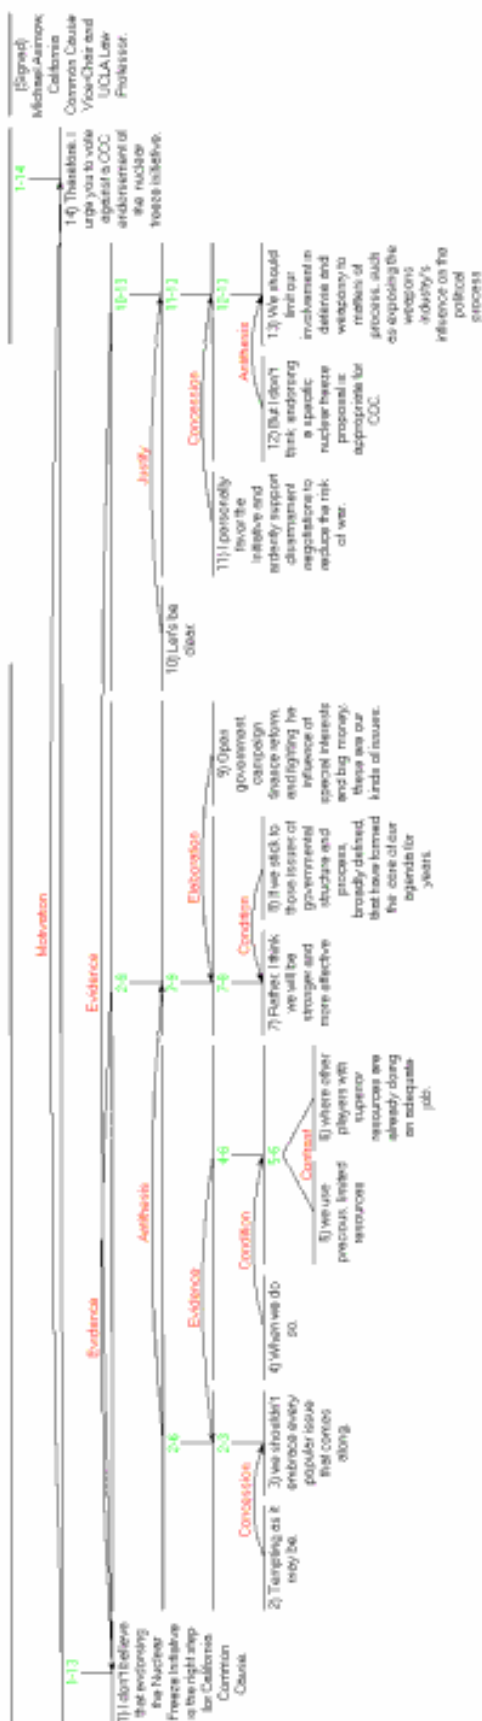 1-14
[Signed]
Michael Asimow,
California
Common Cause
Vice-Chair and
UCLA Law
Professor.
Motivation
1-13
14) Therefore, I
urge you to vote
against a CCC
endorsement of
the nuclear
freeze initiative.
Evidence
Evidence
1) I don't believe
that endorsing
the Nuclear
Freeze Initiative
is the right step
for California
Common
Cause.
2-9
10-13
Antithesis
Justify
2-6
7-9
10) Let's be
clear.
11-13
Evidence
Elaboration
Concession
2-3
4-6
7-8
9) Open
government,
campaign
finance reform,
and fighting the
influence of
special interests
and big money,
these are our
kinds of issues.
11) I personally
favor the
initiative and
ardently support
disarmament
negotiations to
reduce the risk
of war.
12-13
Concession
Condition
Condition
Antithesis
2) Tempting as it
may be.
3) we shouldn't
embrace every
popular issue
that comes
along.
4) When we do
so.
5-6
7) Rather, I think
we will be
stronger and
more effective
8) if we stick to
those issues of
governmental
structure and
process,
broadly defined,
that have formed
the core of our
agenda for
years.
12) But I don't
think endorsing
a specific
nuclear freeze
proposal is
appropriate for
CCC.
13) We should
limit our
involvement in
defense and
weaponry to
matters of
process, such
as exposing the
weapons
industry's
influence on the
political
process
Contrast
5) we use
precious, limited
resources
6) where other
players with
superior
resources are
already doing
an adequate
job.